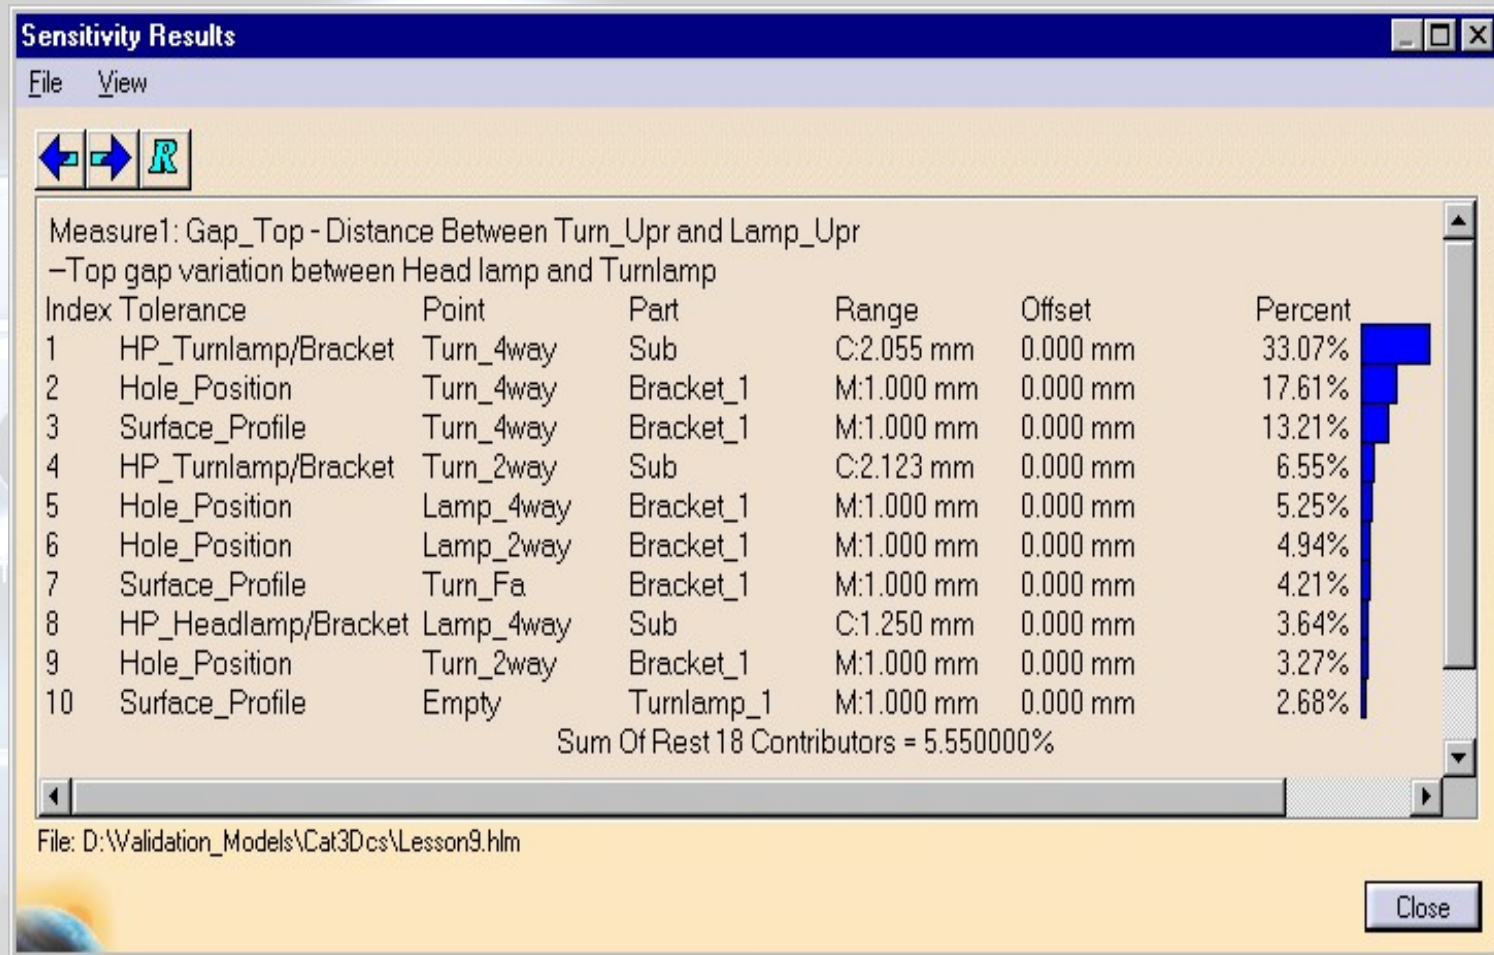 Sensitivity Results
File View
R
Measure1: Gap_Top - Distance Between Turn_Upr and Lamp_Upr
--Top gap variation between Head lamp and Turnlamp
Index Tolerance Point Part Range Offset Percent
1 HP_Turnlamp/Bracket Turn_4way Sub C:2.055 mm 0.000 mm 33.07%
2 Hole_Position Turn_4way Bracket_1 M:1.000 mm 0.000 mm 17.61%
3 Surface_Profile Turn_4way Bracket_1 M:1.000 mm 0.000 mm 13.21%
4 HP_Turnlamp/Bracket Turn_2way Sub C:2.123 mm 0.000 mm 6.55%
5 Hole_Position Lamp_4way Bracket_1 M:1.000 mm 0.000 mm 5.25%
6 Hole_Position Lamp_2way Bracket_1 M:1.000 mm 0.000 mm 4.94%
7 Surface_Profile Turn_Fa Bracket_1 M:1.000 mm 0.000 mm 4.21%
8 HP_Headlamp/Bracket Lamp_4way Sub C:1.250 mm 0.000 mm 3.64%
9 Hole_Position Turn_2way Bracket_1 M:1.000 mm 0.000 mm 3.27%
10 Surface_Profile Empty Turnlamp_1 M:1.000 mm 0.000 mm 2.68%
Sum Of Rest 18 Contributors = 5.550000%
File: D:\Validation_Models\Cat3Dcs\Lesson9.hlm
Close